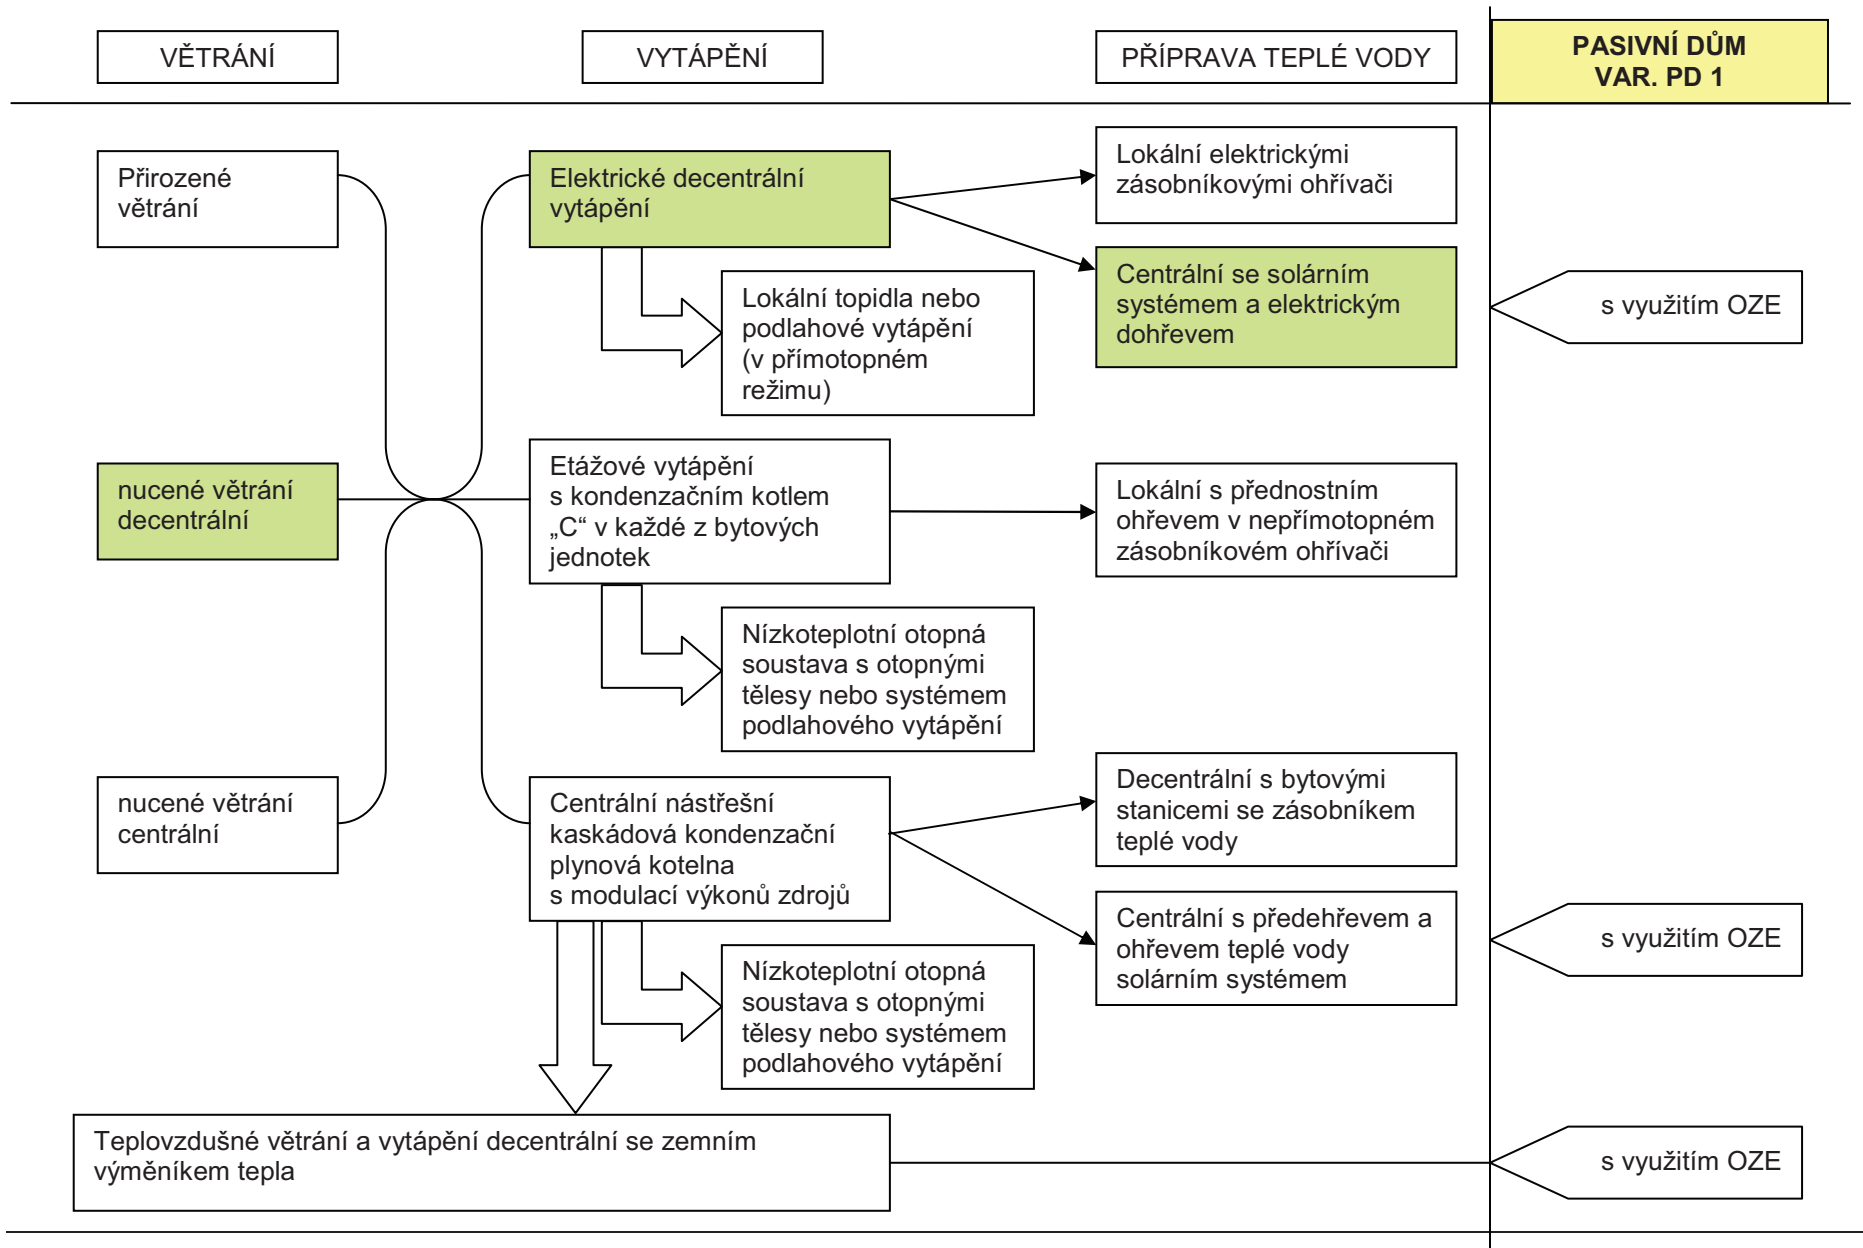 VĚTRÁNÍ
VYTÁPĚNÍ
PŘÍPRAVA TEPLÉ VODY
PASIVNÍ DŮM
VAR. PD 1
Přirozené
větrání
Elektrické decentrální
vytápění
Lokální elektrickými
zásobníkovými ohřívači
Centrální se solárním
systémem a elektrickým
dohřevem
s využitím OZE
Lokální topidla nebo
podlahové vytápění
(v přímotopném
režimu)
nucené větrání
decentrální
Etážové vytápění
s kondenzačním kotlem
„C“ v každé z bytových
jednotek
Lokální s přednostním
ohřevem v nepřímotopném
zásobníkovém ohřívači
Nízkoteplotní otopná
soustava s otopnými
tělesy nebo systémem
podlahového vytápění
nucené větrání
centrální
Centrální nástřešní
kaskádová kondenzační
plynová kotelna
s modulací výkonů zdrojů
Decentrální s bytovými
stanicemi se zásobníkem
teplé vody
Centrální s předehřevem a
ohřevem teplé vody
solárním systémem
s využitím OZE
Nízkoteplotní otopná
soustava s otopnými
tělesy nebo systémem
podlahového vytápění
Teplovzdušné větrání a vytápění decentrální se zemním
výměníkem tepla
s využitím OZE